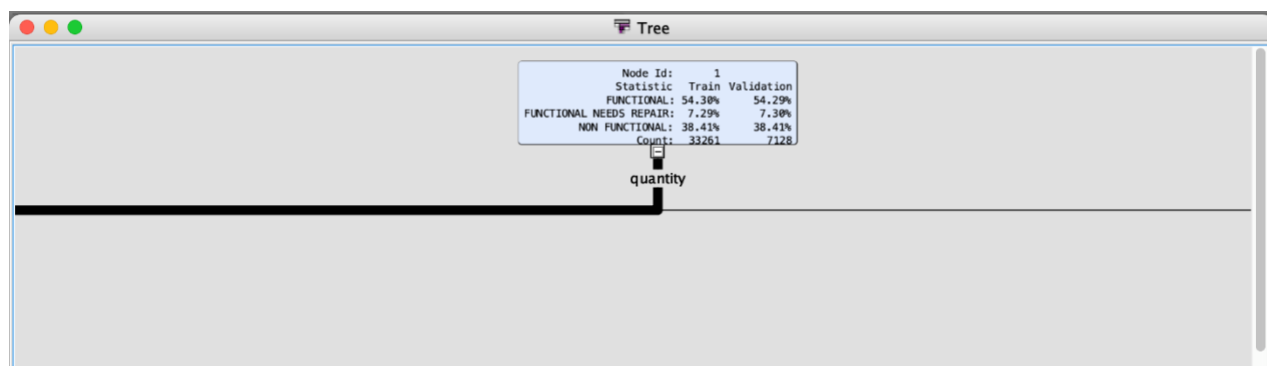 Tree
Node Id: 1
Statistic Train Validation
FUNCTIONAL: 54.30% 54.29%
FUNCTIONAL NEEDS REPAIR: 7.29% 7.30%
NON FUNCTIONAL: 38.41% 38.41%
Count: 33261 7128
quantity